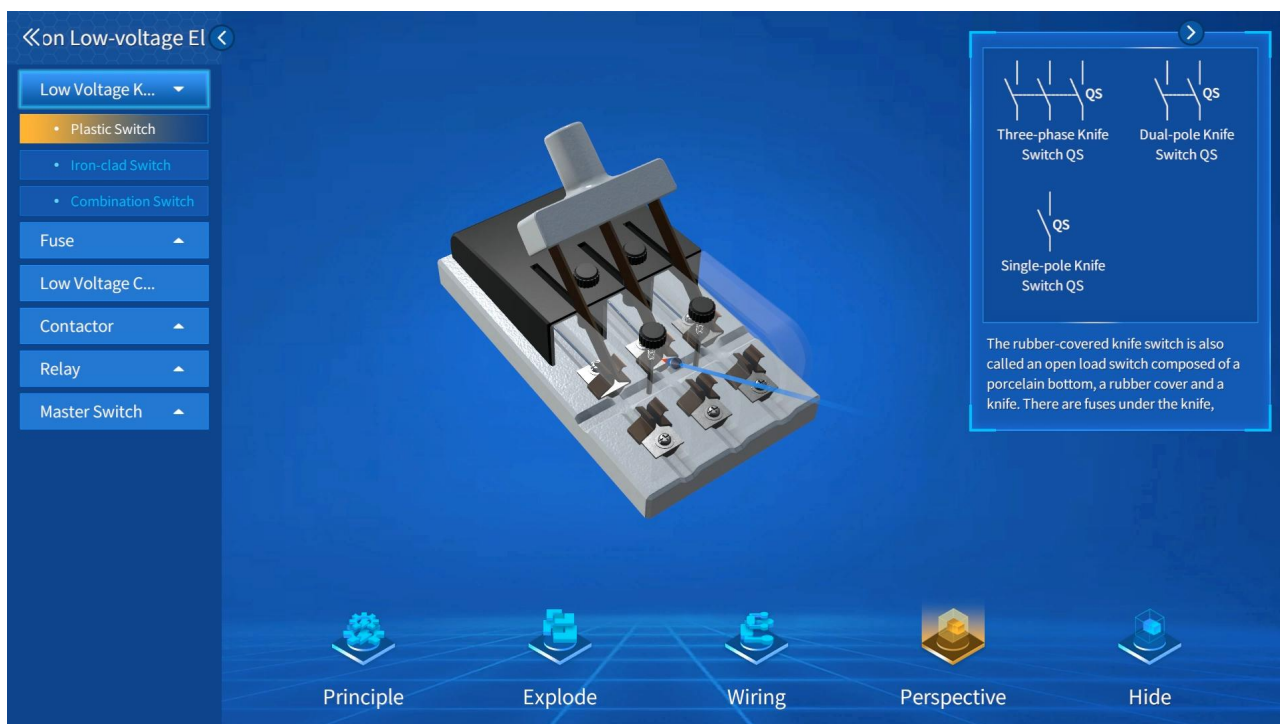 on Low-voltage El
Low Voltage K...
• Plastic Switch
• Iron-clad Switch
• Combination Switch
Fuse
Low Voltage C...
Contactor
Relay
Master Switch
QS
Three-phase Knife
Switch QS
QS
Dual-pole Knife
Switch QS
QS
Single-pole Knife
Switch QS
The rubber-covered knife switch is also
called an open load switch composed of a
porcelain bottom, a rubber cover and a
knife. There are fuses under the knife,
Principle
Explode
Wiring
Perspective
Hide